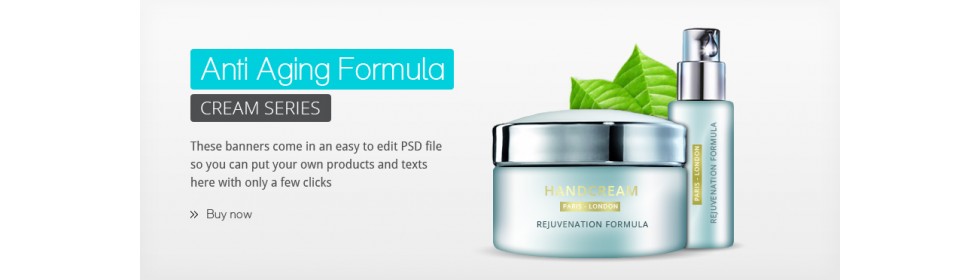 Anti Aging Formula
CREAM SERIES
These banners come in an easy to edit PSD file
so you can put your own products and texts
here with only a few clicks
Buy now
HANDCREAM
PARIS - LONDON
REJUVENATION FORMULA
PARIS - LONDON
REJUVENATION FORMULA